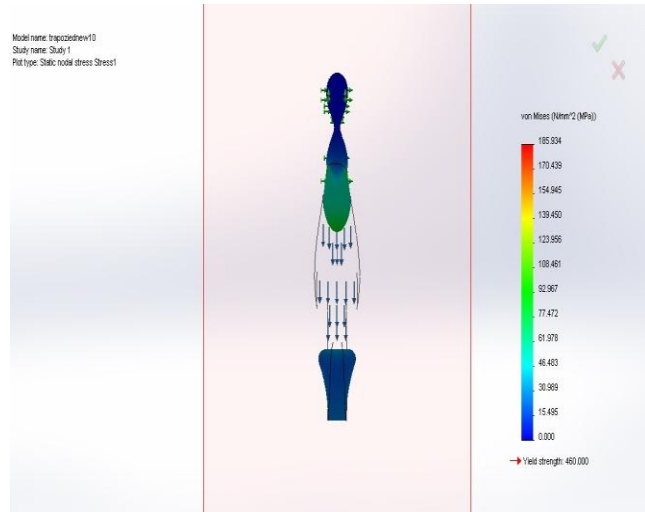 Model name: trapoziednew10
Study name: Study 1
Plot type: Static nodal stress Stress1
von Mises (N/mm^2 (MPa))
185.934
170.439
154.945
139.450
123.956
108.461
92.967
77.472
61.978
46.483
30.989
15.495
0.000
Yield strength: 460.000